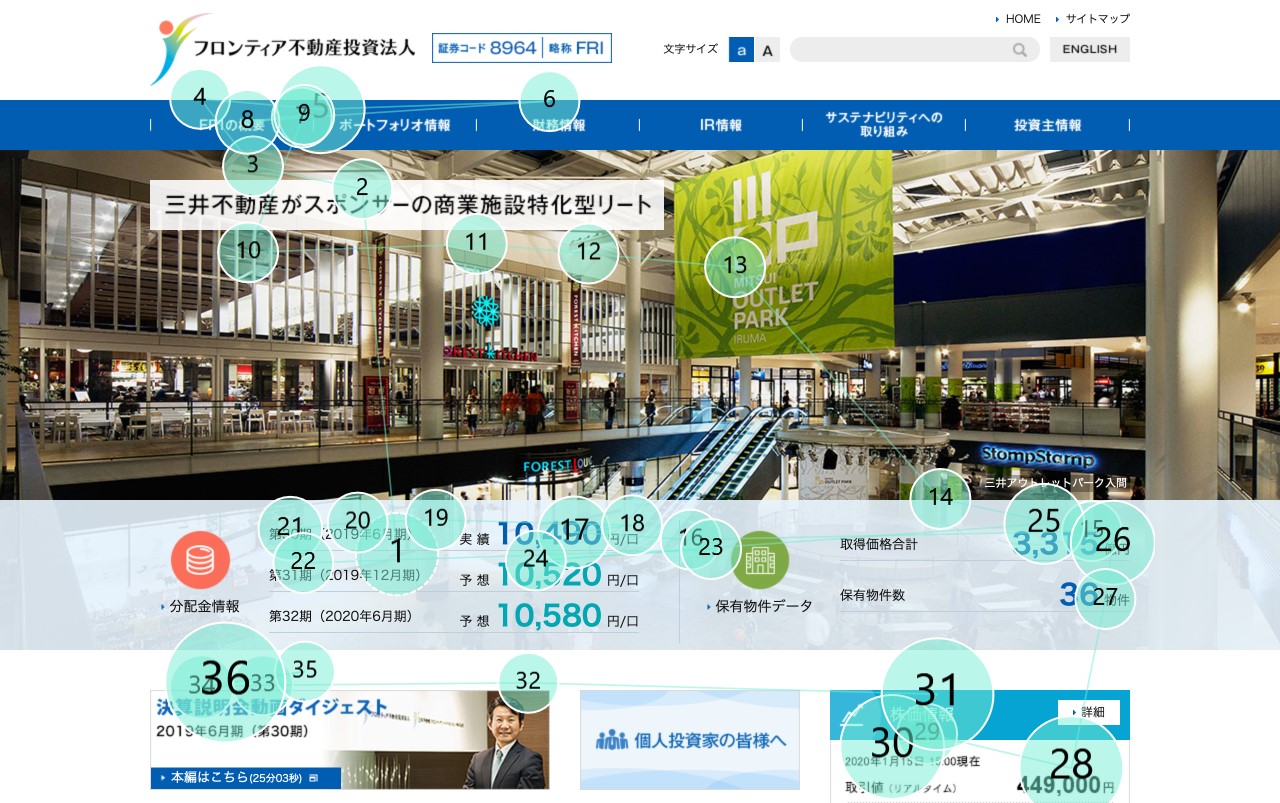 HOME サイトマップ
フロンティア不動産投資法人
証券コード 8964 略称 FRI
文字サイズ a A
ENGLISH
FRIの概要 ポートフォリオ情報 財務情報 IR情報 サステナビリティへの
取り組み 投資主情報
三井不動産がスポンサーの商業施設特化型リート
MITSUI
OUTLET
PARK
IRUMA
FOREST KITCHEN
FOREST KITCHEN
FOREST KITCHEN
StompStamp
三井アウトレットパーク入間
第30期（2019年6月期） 実績 10,490 円/口
第31期（2019年12月期） 予想 10,520 円/口
第32期（2020年6月期） 予想 10,580 円/口
分配金情報
取得価格合計 3,315
保有物件数 36 物件
保有物件データ
決算説明会動画ダイジェスト
2019年6月期（第30期）
本編はこちら(25分03秒)
個人投資家の皆様へ
株価情報 詳細
2020年1月15日 15:00現在
取引値（リアルタイム） 449,000円
1
2
3
4
5
6
7
8
9
10
11
12
13
14
15
16
17
18
19
20
21
22
23
24
25
26
27
28
29
30
31
32
33
34
35
36